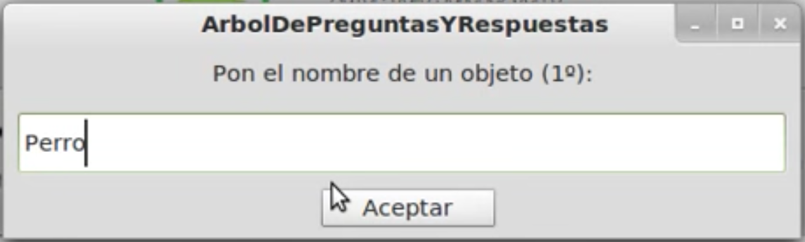 ArbolDePreguntasYRespuestas
Pon el nombre de un objeto (1º):
Perro
Aceptar